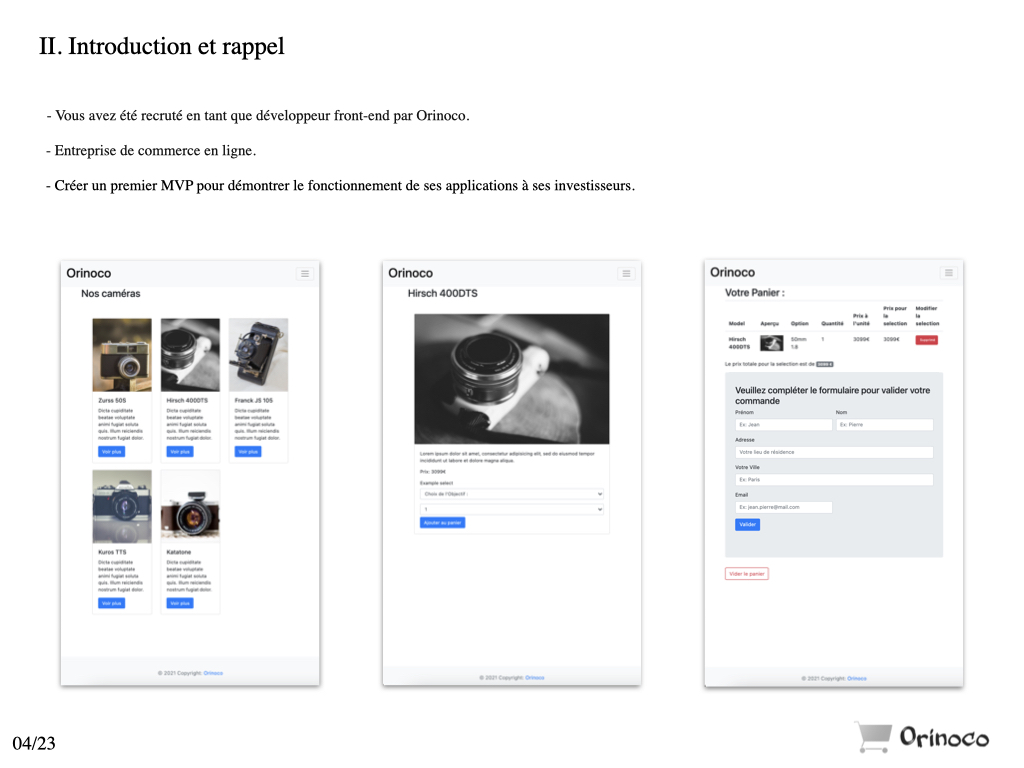 II. Introduction et rappel
- Vous avez été recruté en tant que développeur front-end par Orinoco.
- Entreprise de commerce en ligne.
- Créer un premier MVP pour démontrer le fonctionnement de ses applications à ses investisseurs.
Orinoco
Nos caméras
Zurss 50S
Dicta cupiditate
beatae voluptate
animi fugiat soluta
quis. Illum reiciendis
nostrum fugiat dolor.
Voir plus
Hirsch 400DTS
Dicta cupiditate
beatae voluptate
animi fugiat soluta
quis. Illum reiciendis
nostrum fugiat dolor.
Voir plus
Franck JS 105
Dicta cupiditate
beatae voluptate
animi fugiat soluta
quis. Illum reiciendis
nostrum fugiat dolor.
Voir plus
Kuros TTS
Dicta cupiditate
beatae voluptate
animi fugiat soluta
quis. Illum reiciendis
nostrum fugiat dolor.
Voir plus
Katatone
Dicta cupiditate
beatae voluptate
animi fugiat soluta
quis. Illum reiciendis
nostrum fugiat dolor.
Voir plus
© 2021 Copyright: Orinoco
Orinoco
Hirsch 400DTS
Lorem ipsum dolor sit amet, consectetur adipisicing elit, sed do eiusmod tempor
incididunt ut labore et dolore magna aliqua.
Prix: 3099€
Example select
Choix de l'Objectif :
1
Ajouter au panier
© 2021 Copyright: Orinoco
Orinoco
Votre Panier :
Model Aperçu Option Quantité Prix à l'unité Prix pour la selection Modifier la selection
Hirsch 400DTS 50mm 1.8 1 3099€ 3099€
Le prix totale pour la selection est de
Veuillez compléter le formulaire pour valider votre
commande
Prénom Nom
Ex: Jean Ex: Pierre
Adresse
Votre lieu de résidence
Votre Ville
Ex: Paris
Email
Ex: jean.pierre@mail.com
Valider
Vider le panier
© 2021 Copyright: Orinoco
04/23
Orinoco